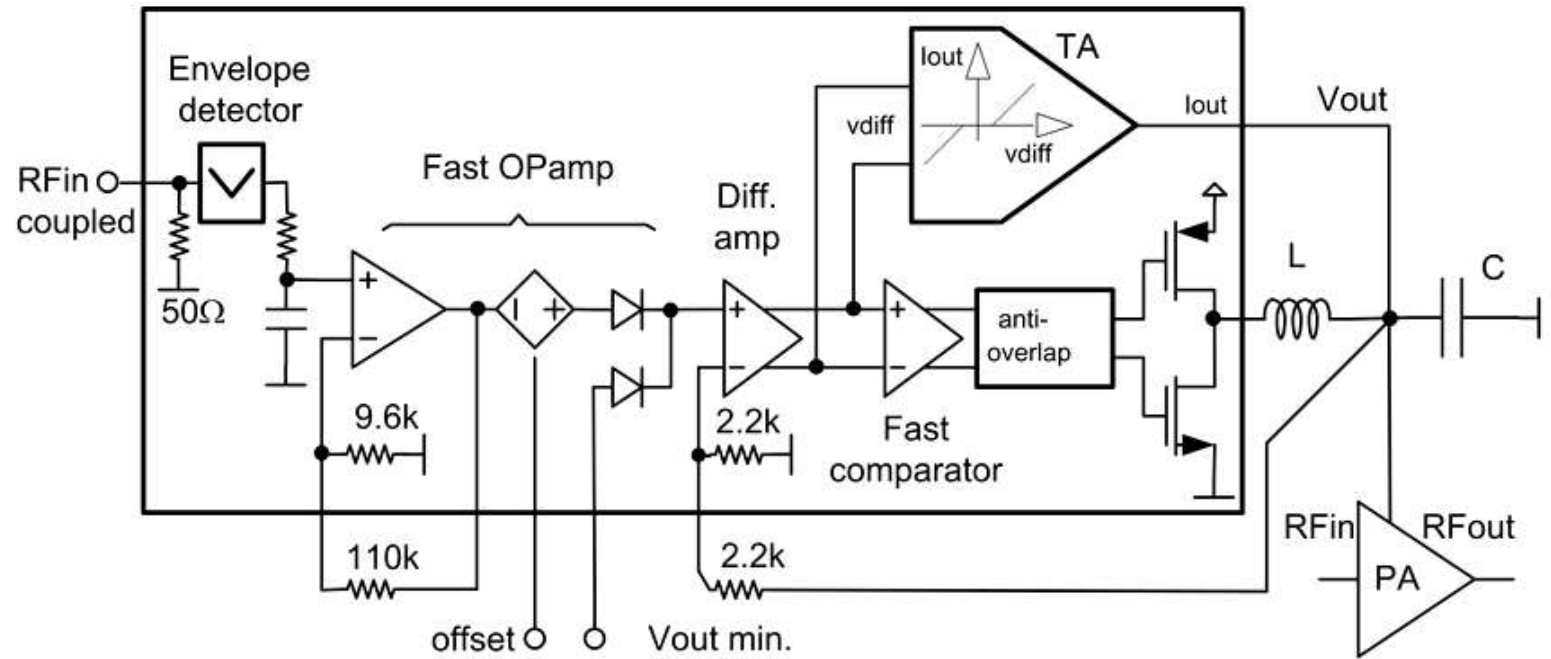 TA
Iout
vdiff
vdiff
Iout
Vout
Envelope
detector
Fast OPamp
RFin
coupled
50Ω
Diff.
amp
+
−
− +
+
−
+
−
anti-
overlap
L
C
9.6k
2.2k
Fast
comparator
110k
2.2k
RFin
RFout
PA
offset
Vout min.